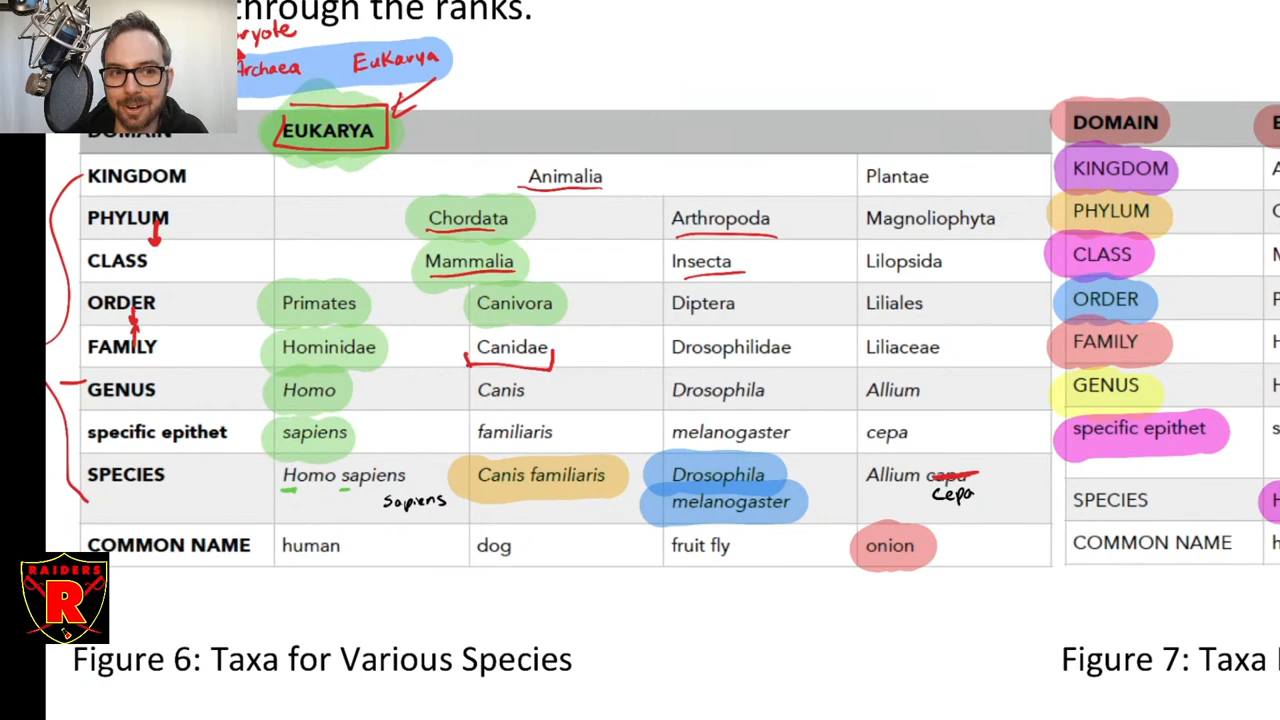 through the ranks.
Archaea Eukarya
DOMAIN EUKARYA
KINGDOM Animalia Plantae
PHYLUM Chordata Arthropoda Magnoliophyta
CLASS Mammalia Insecta Lilopsida
ORDER Primates Canivora Diptera Liliales
FAMILY Hominidae Canidae Drosophilidae Liliaceae
GENUS Homo Canis Drosophila Allium
specific epithet sapiens familiaris melanogaster cepa
SPECIES Homo sapiens Canis familiaris Drosophila melanogaster Allium capa
sapiens
cepa
COMMON NAME human dog fruit fly onion
DOMAIN
KINGDOM
PHYLUM
CLASS
ORDER
FAMILY
GENUS
specific epithet
SPECIES
COMMON NAME
RAIDERS
R
Figure 6: Taxa for Various Species
Figure 7: Taxa